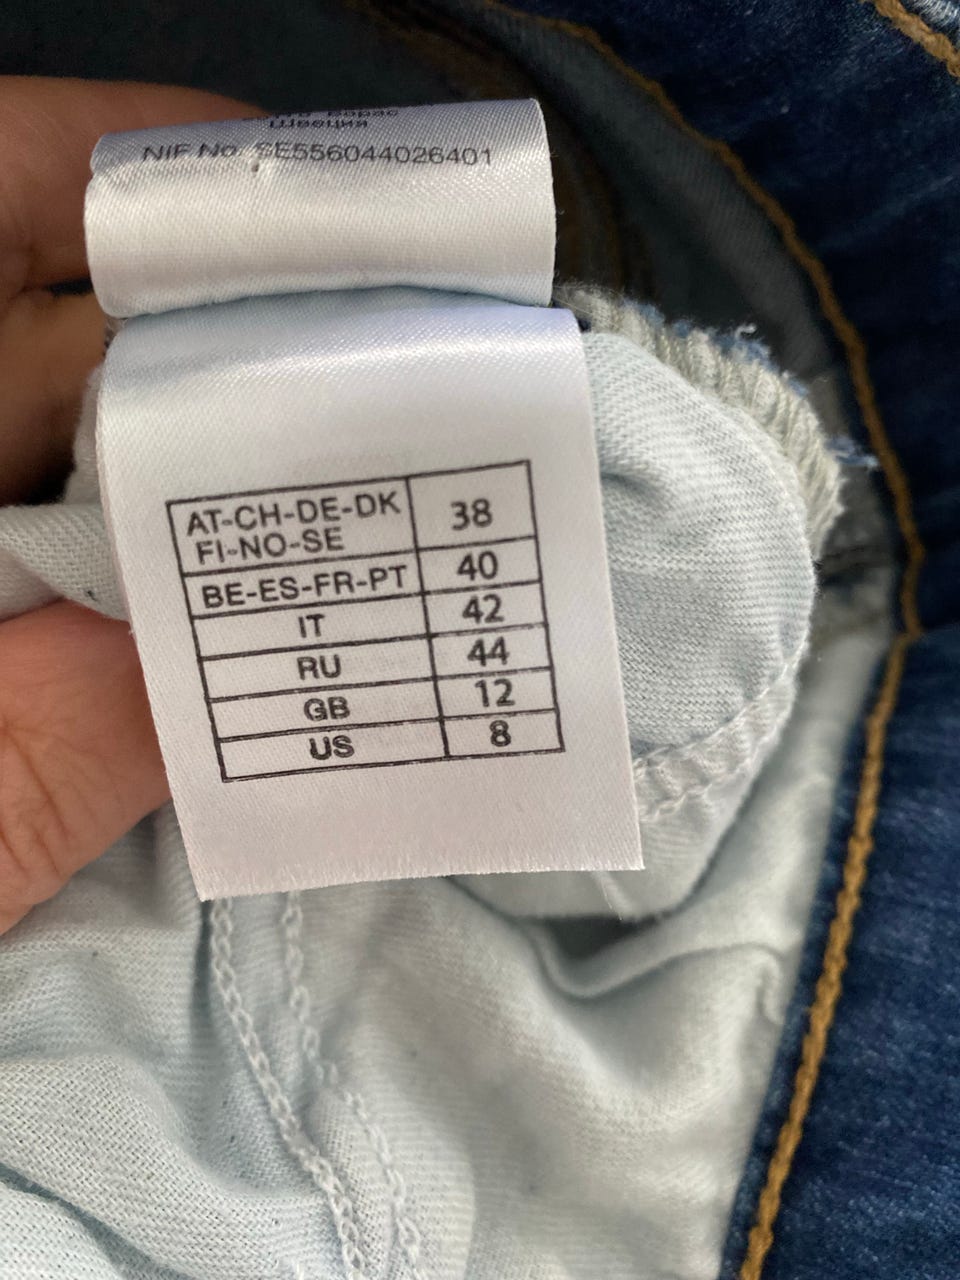 Швеция
NIF No. SE556044026401
AT-CH-DE-DK
FI-NO-SE
38
BE-ES-FR-PT 40
IT 42
RU 44
GB 12
US 8